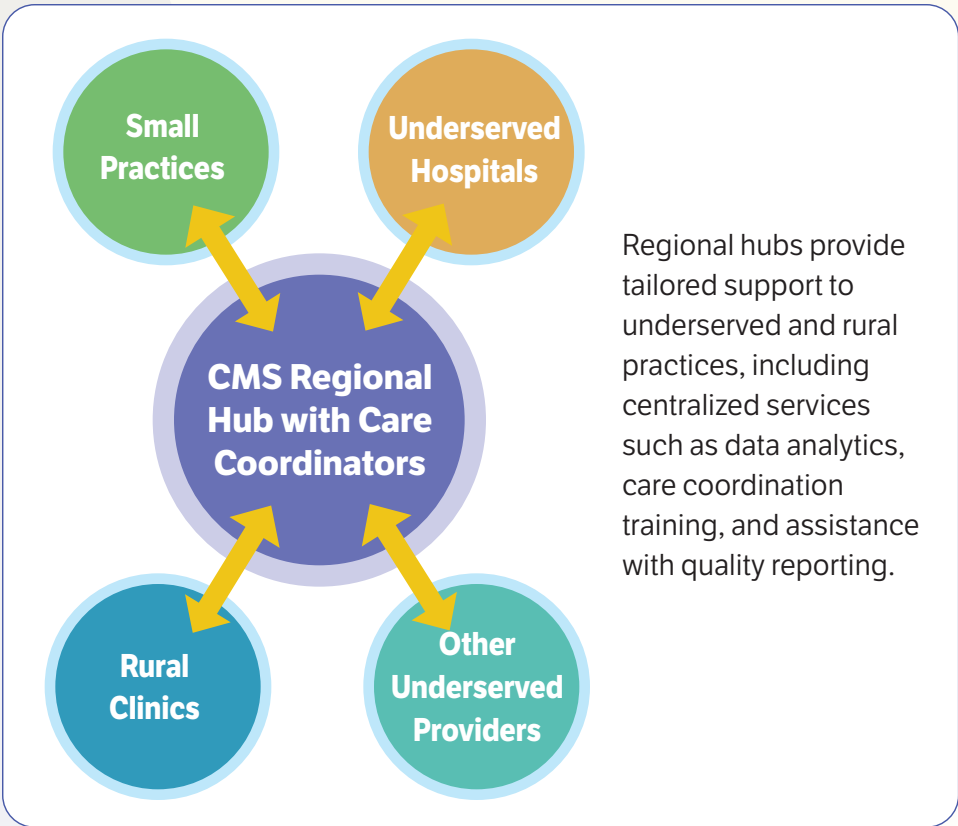 Small
Practices
Underserved
Hospitals
CMS Regional
Hub with Care
Coordinators
Rural
Clinics
Other
Underserved
Providers
Regional hubs provide
tailored support to
underserved and rural
practices, including
centralized services
such as data analytics,
care coordination
training, and assistance
with quality reporting.